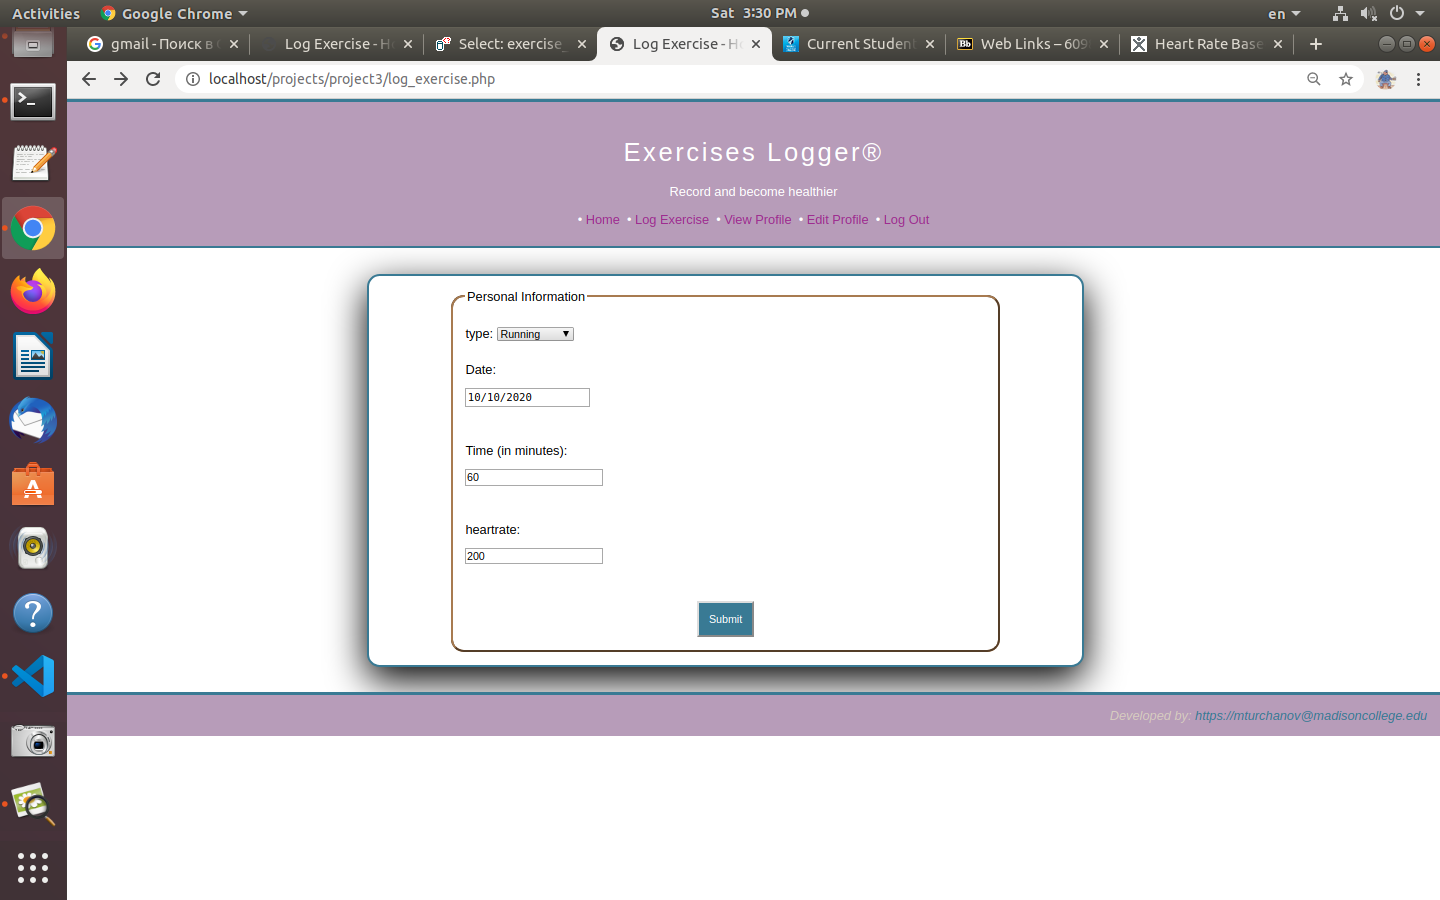 Activities Google Chrome Sat 3:30 PM en
gmail - Поиск в Log Exercise - H Select: exercise_ Log Exercise - H Current Student Web Links – 609 Heart Rate Base
localhost/projects/project3/log_exercise.php
Exercises Logger®
Record and become healthier
• Home • Log Exercise • View Profile • Edit Profile • Log Out
Personal Information
type: Running
Date:
10/10/2020
Time (in minutes):
60
heartrate:
200
Submit
Developed by: https://mturchanov@madisoncollege.edu